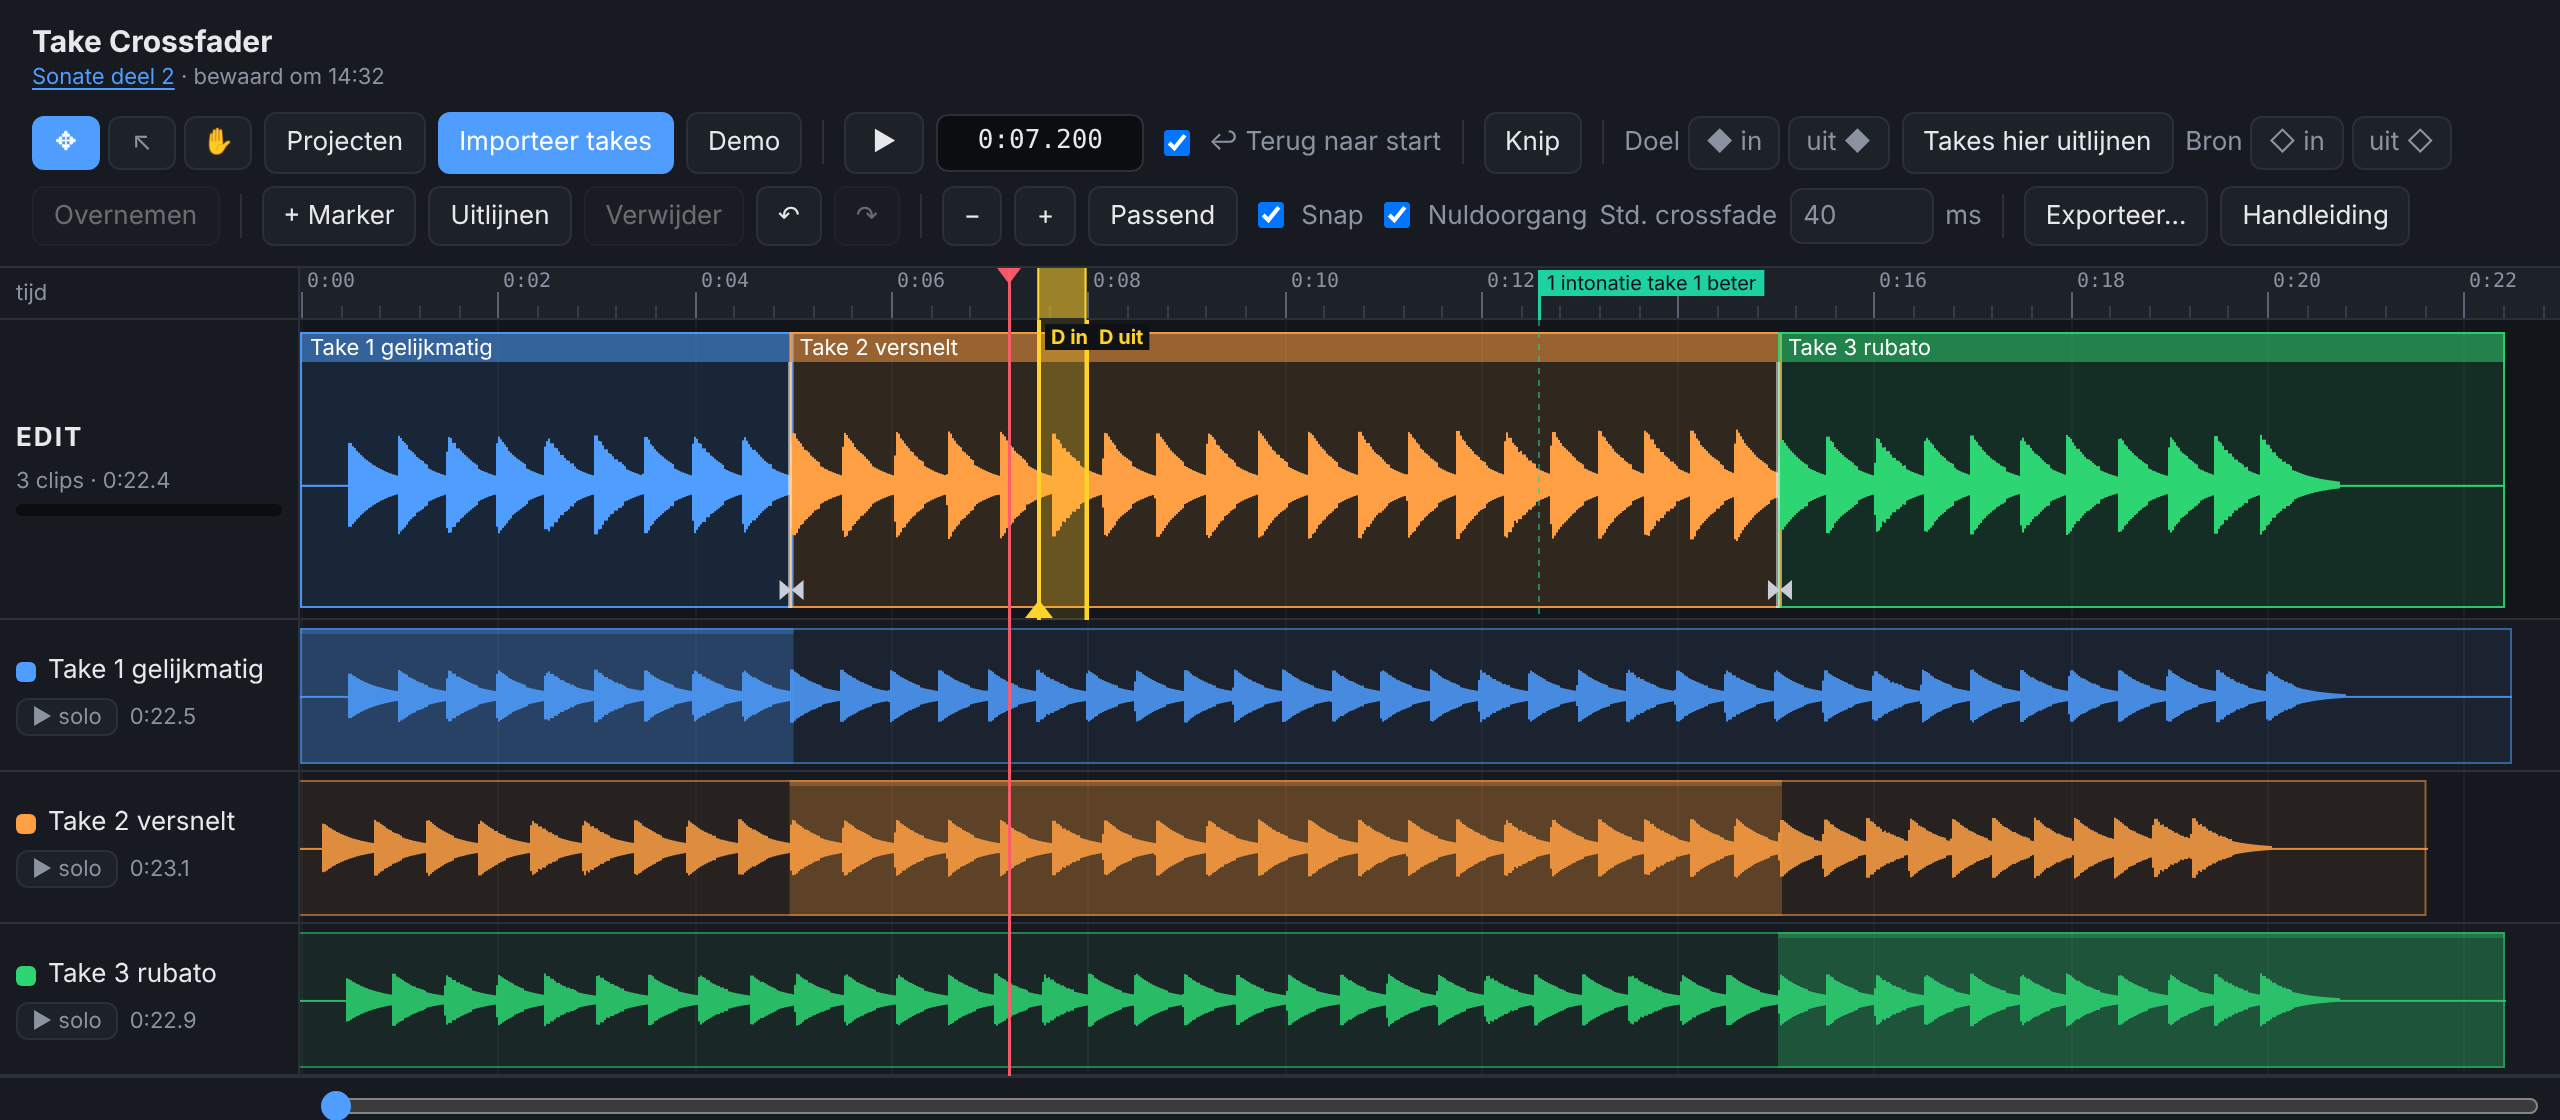 Take Crossfader
Sonate deel 2 · bewaard om 14:32
Projecten Importeer takes Demo 0:07.200 Terug naar start Knip Doel in uit Takes hier uitlijnen Bron in uit
Overnemen + Marker Uitlijnen Verwijder − + Passend Snap Nuldoorgang Std. crossfade 40 ms Exporteer... Handleiding
tijd 0:00 0:02 0:04 0:06 0:08 0:10 0:12 1 intonatie take 1 beter 0:16 0:18 0:20 0:22
D in D uit
Take 1 gelijkmatig Take 2 versnelt Take 3 rubato
EDIT
3 clips · 0:22.4
Take 1 gelijkmatig
solo 0:22.5
Take 2 versnelt
solo 0:23.1
Take 3 rubato
solo 0:22.9